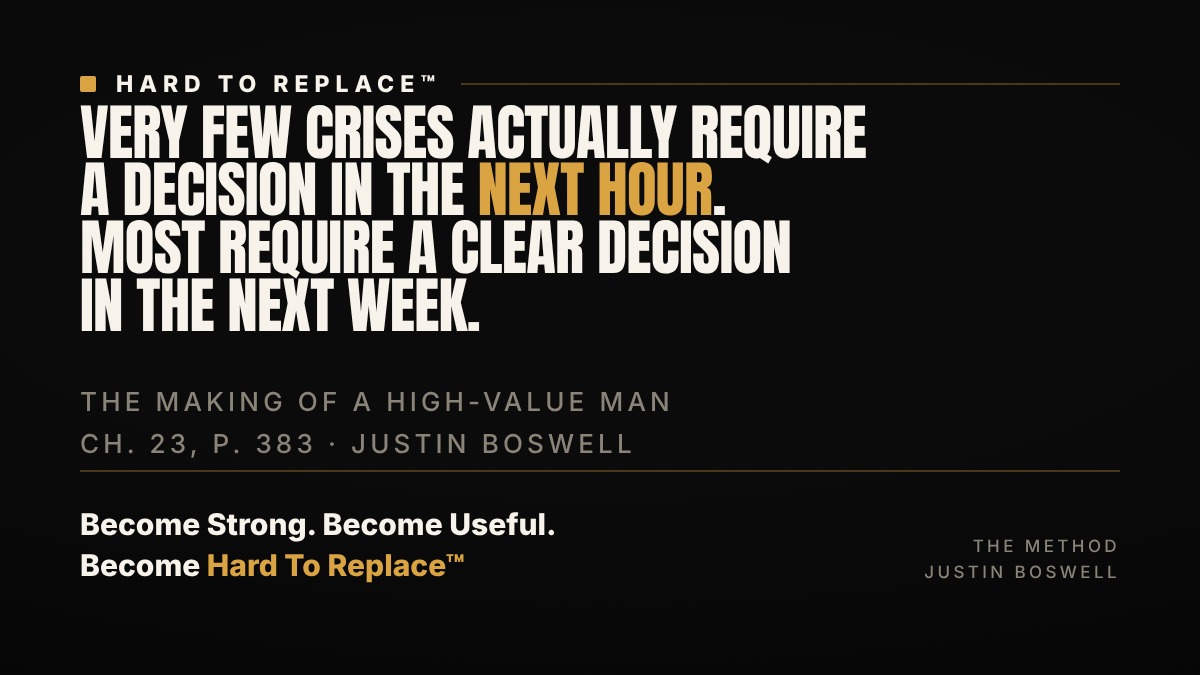 HARD TO REPLACE™
VERY FEW CRISES ACTUALLY REQUIRE
A DECISION IN THE NEXT HOUR.
MOST REQUIRE A CLEAR DECISION
IN THE NEXT WEEK.
THE MAKING OF A HIGH-VALUE MAN
CH. 23, P. 383 · JUSTIN BOSWELL
Become Strong. Become Useful.
Become Hard To Replace™
THE METHOD
JUSTIN BOSWELL